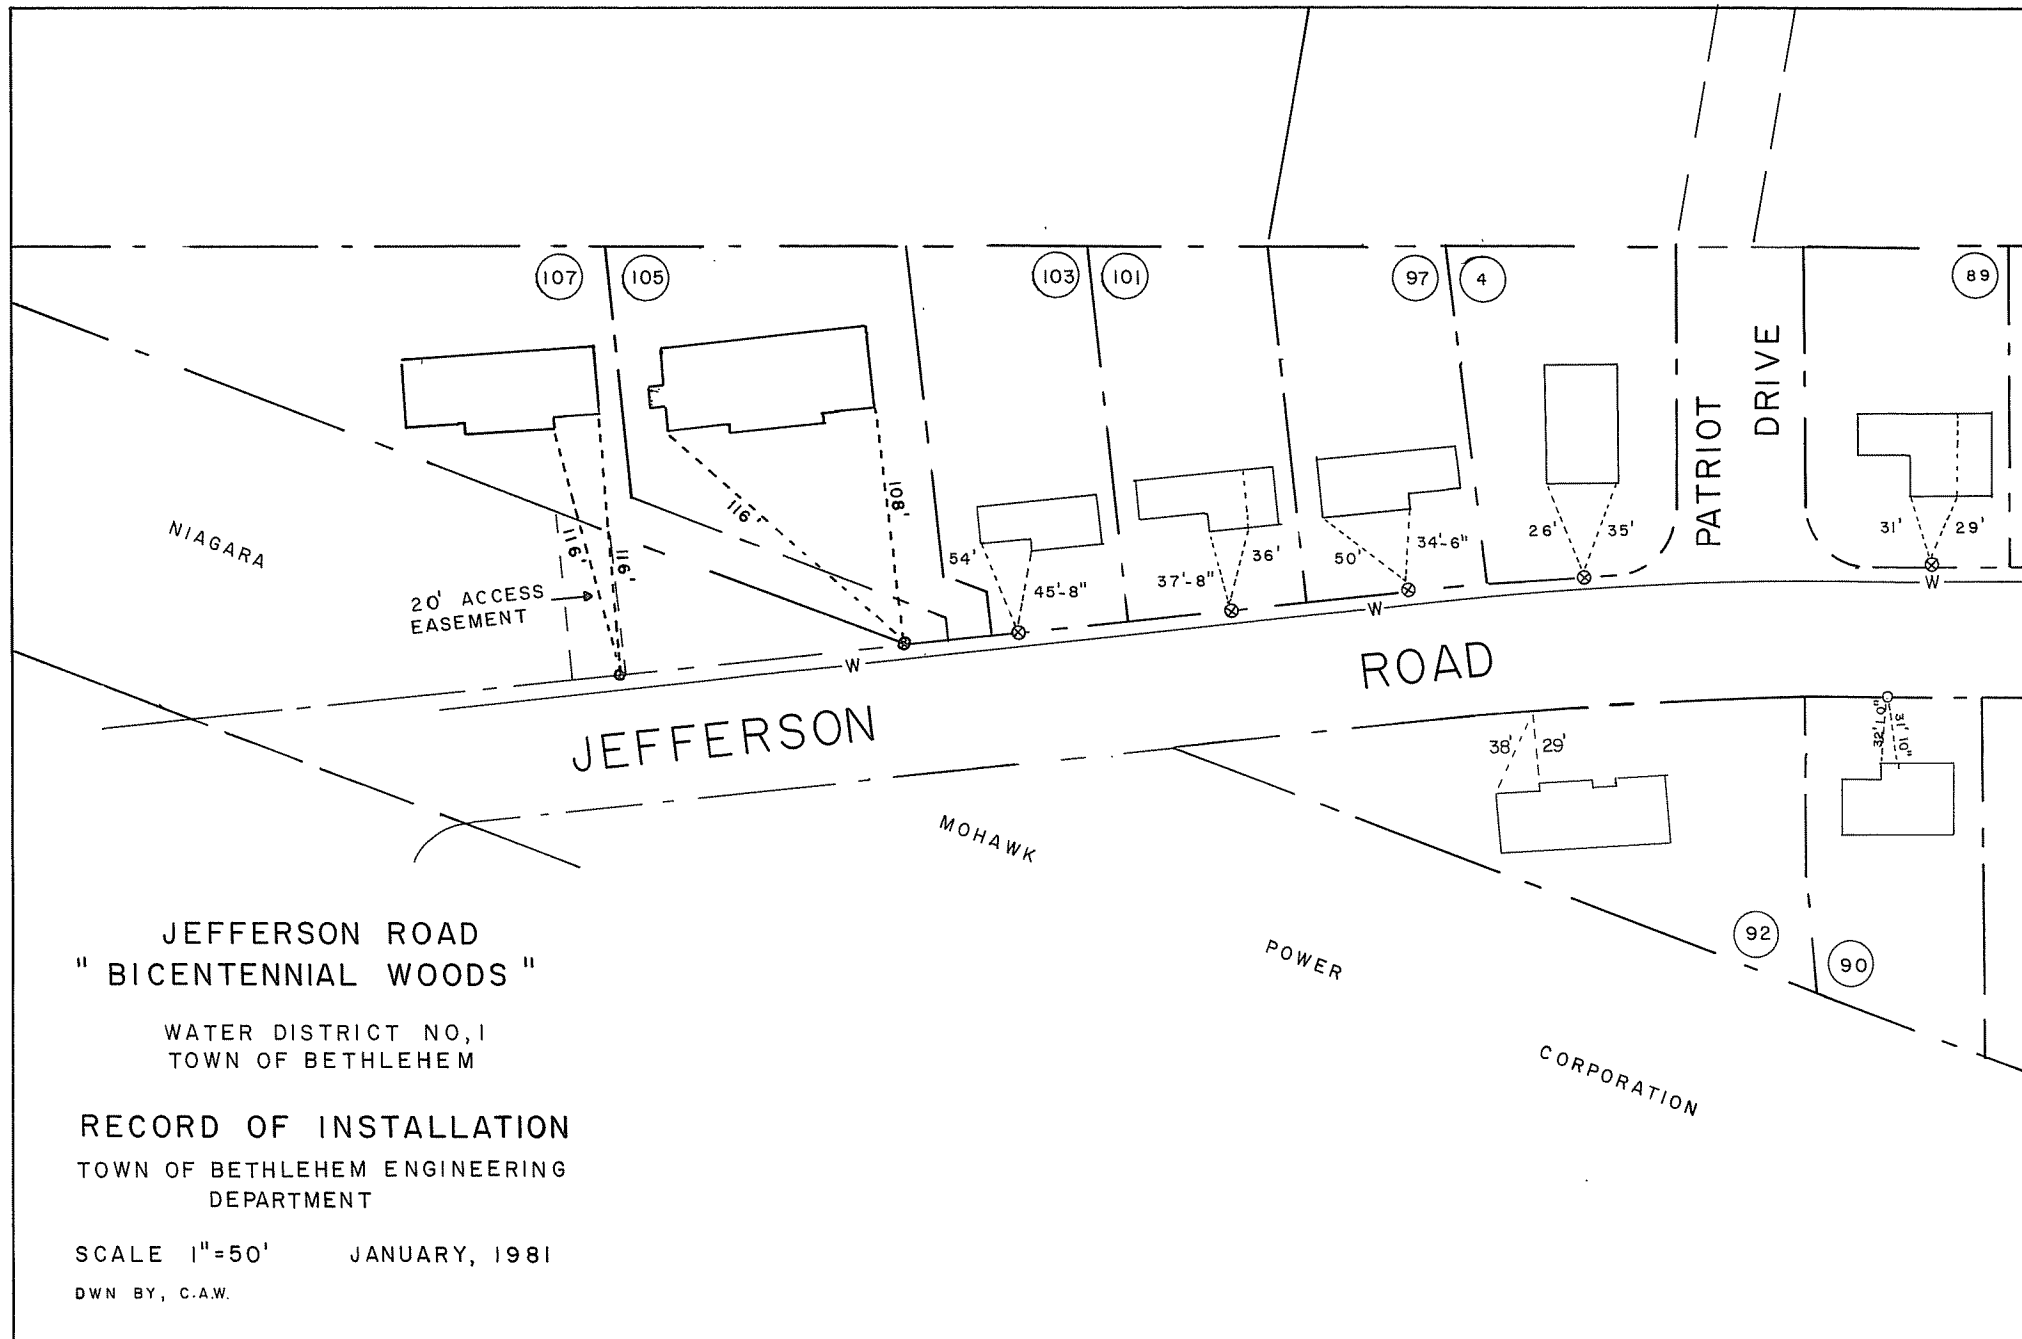 107
105
103
101
97
4
89
PATRIOT
DRIVE
NIAGARA
20' ACCESS
EASEMENT
116'
116'
116'
108'
54'
45'-8"
37'-8"
36'
50'
34'-6"
26'
35'
31'
29'
W
W
W
JEFFERSON
ROAD
38'
29'
32' 10"
31' 10"
MOHAWK
POWER
CORPORATION
92
90
JEFFERSON ROAD
" BICENTENNIAL WOODS "
WATER DISTRICT NO, 1
TOWN OF BETHLEHEM
RECORD OF INSTALLATION
TOWN OF BETHLEHEM ENGINEERING
DEPARTMENT
SCALE 1"=50' JANUARY, 1981
DWN BY, C.A.W.